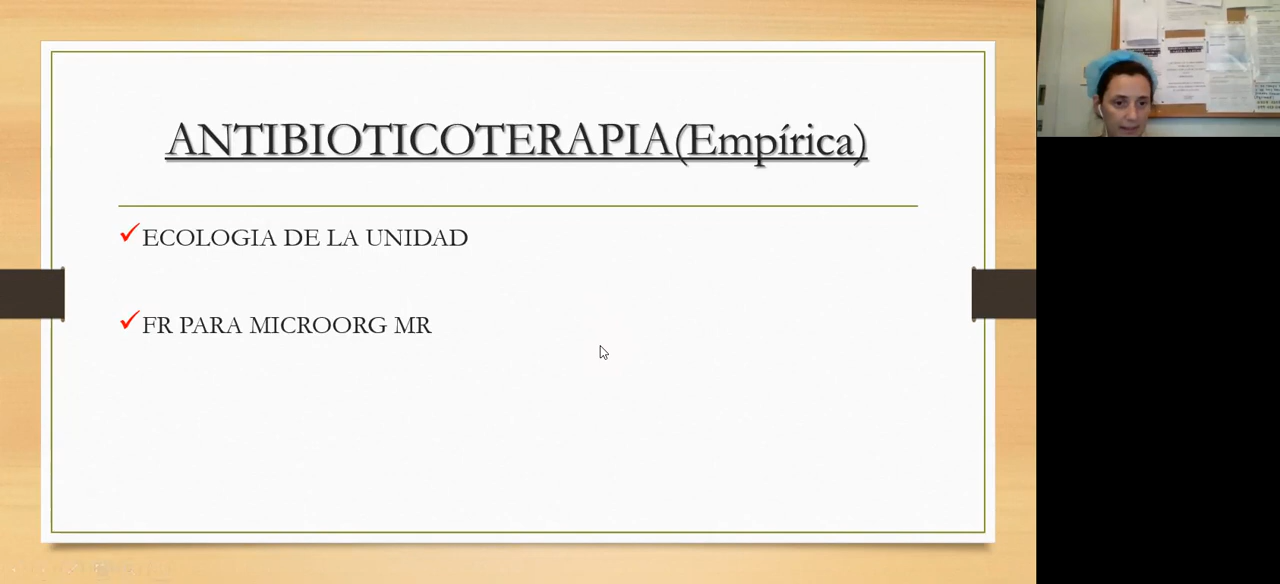 ANTIBIOTICOTERAPIA(Empírica)
ECOLOGIA DE LA UNIDAD
FR PARA MICROORG MR